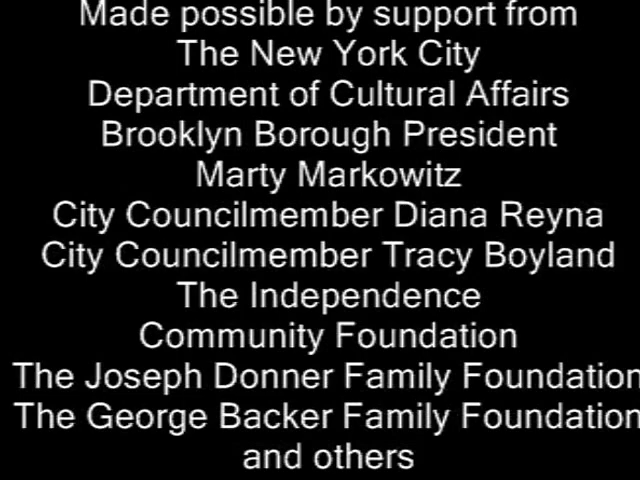 Made possible by support from
The New York City
Department of Cultural Affairs
Brooklyn Borough President
Marty Markowitz
City Councilmember Diana Reyna
City Councilmember Tracy Boyland
The Independence
Community Foundation
The Joseph Donner Family Foundation
The George Backer Family Foundation
and others